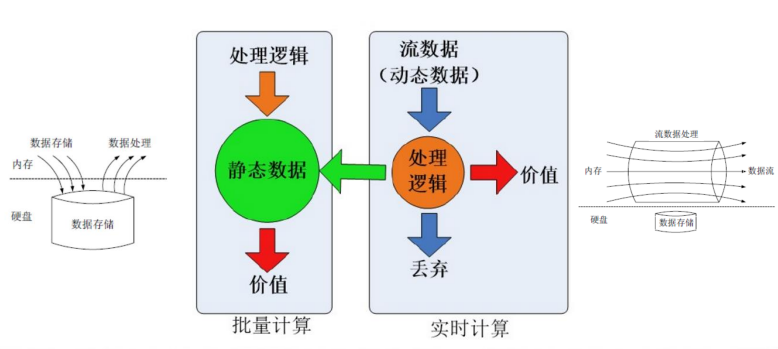 数据存储
数据处理
内存
硬盘
数据存储
处理逻辑
静态数据
价值
批量计算
流数据
（动态数据）
处理
逻辑
价值
丢弃
实时计算
流数据处理
内存
数据流
硬盘
数据存储